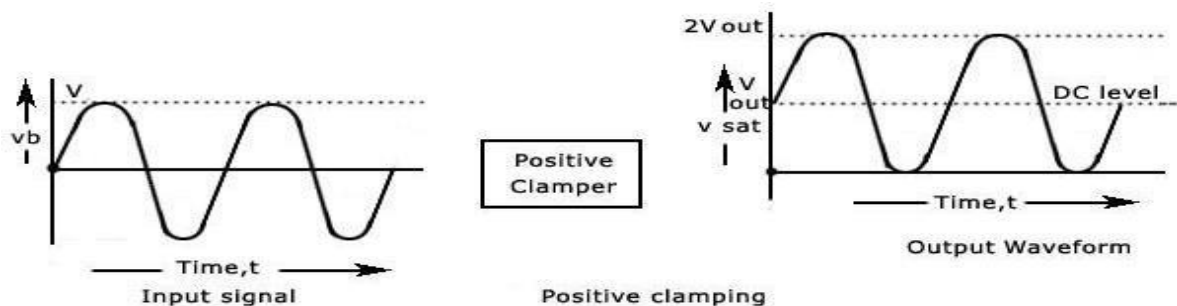 V
vb
Time,t
Input signal
Positive
Clamper
Positive clamping
2V out
V
out
v sat
DC level
Time,t
Output Waveform